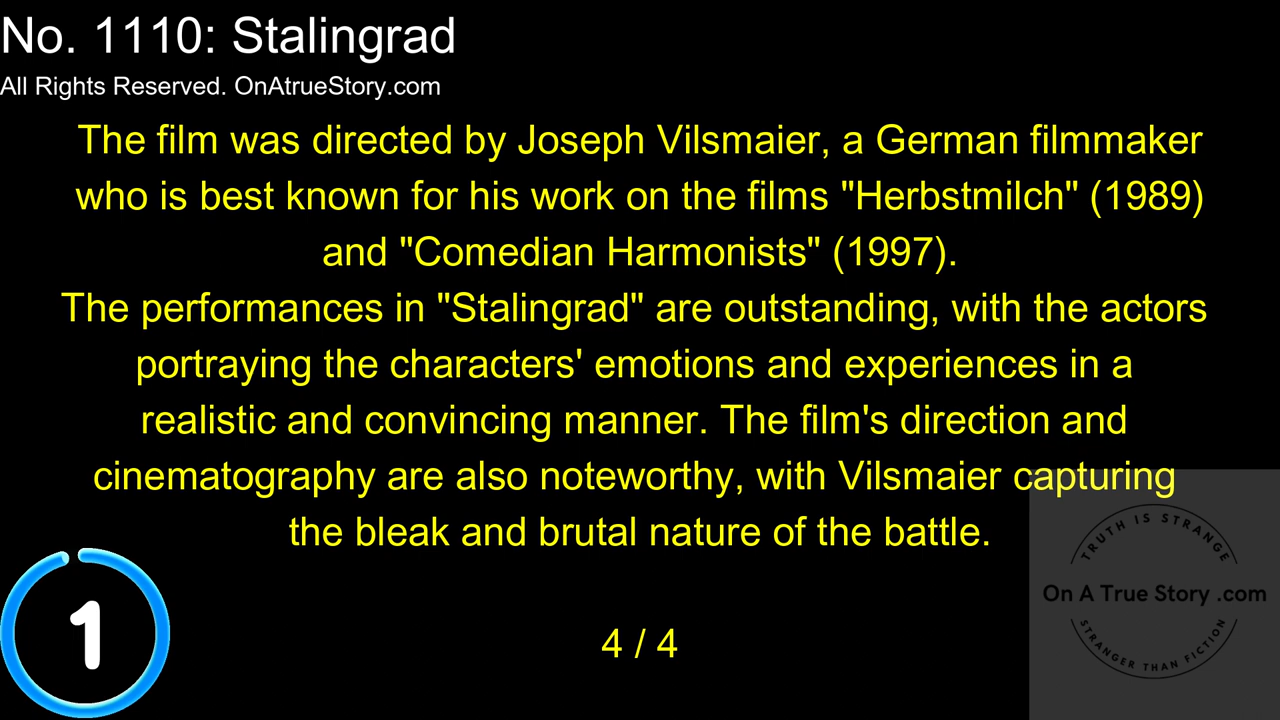 No. 1110: Stalingrad
All Rights Reserved. OnAtrueStory.com
The film was directed by Joseph Vilsmaier, a German filmmaker
who is best known for his work on the films "Herbstmilch" (1989)
and "Comedian Harmonists" (1997).
The performances in "Stalingrad" are outstanding, with the actors
portraying the characters' emotions and experiences in a
realistic and convincing manner. The film's direction and
cinematography are also noteworthy, with Vilsmaier capturing
the bleak and brutal nature of the battle.
TRUTH IS STRANGE
On A True Story .com
STRANGER THAN FICTION
1
4 / 4